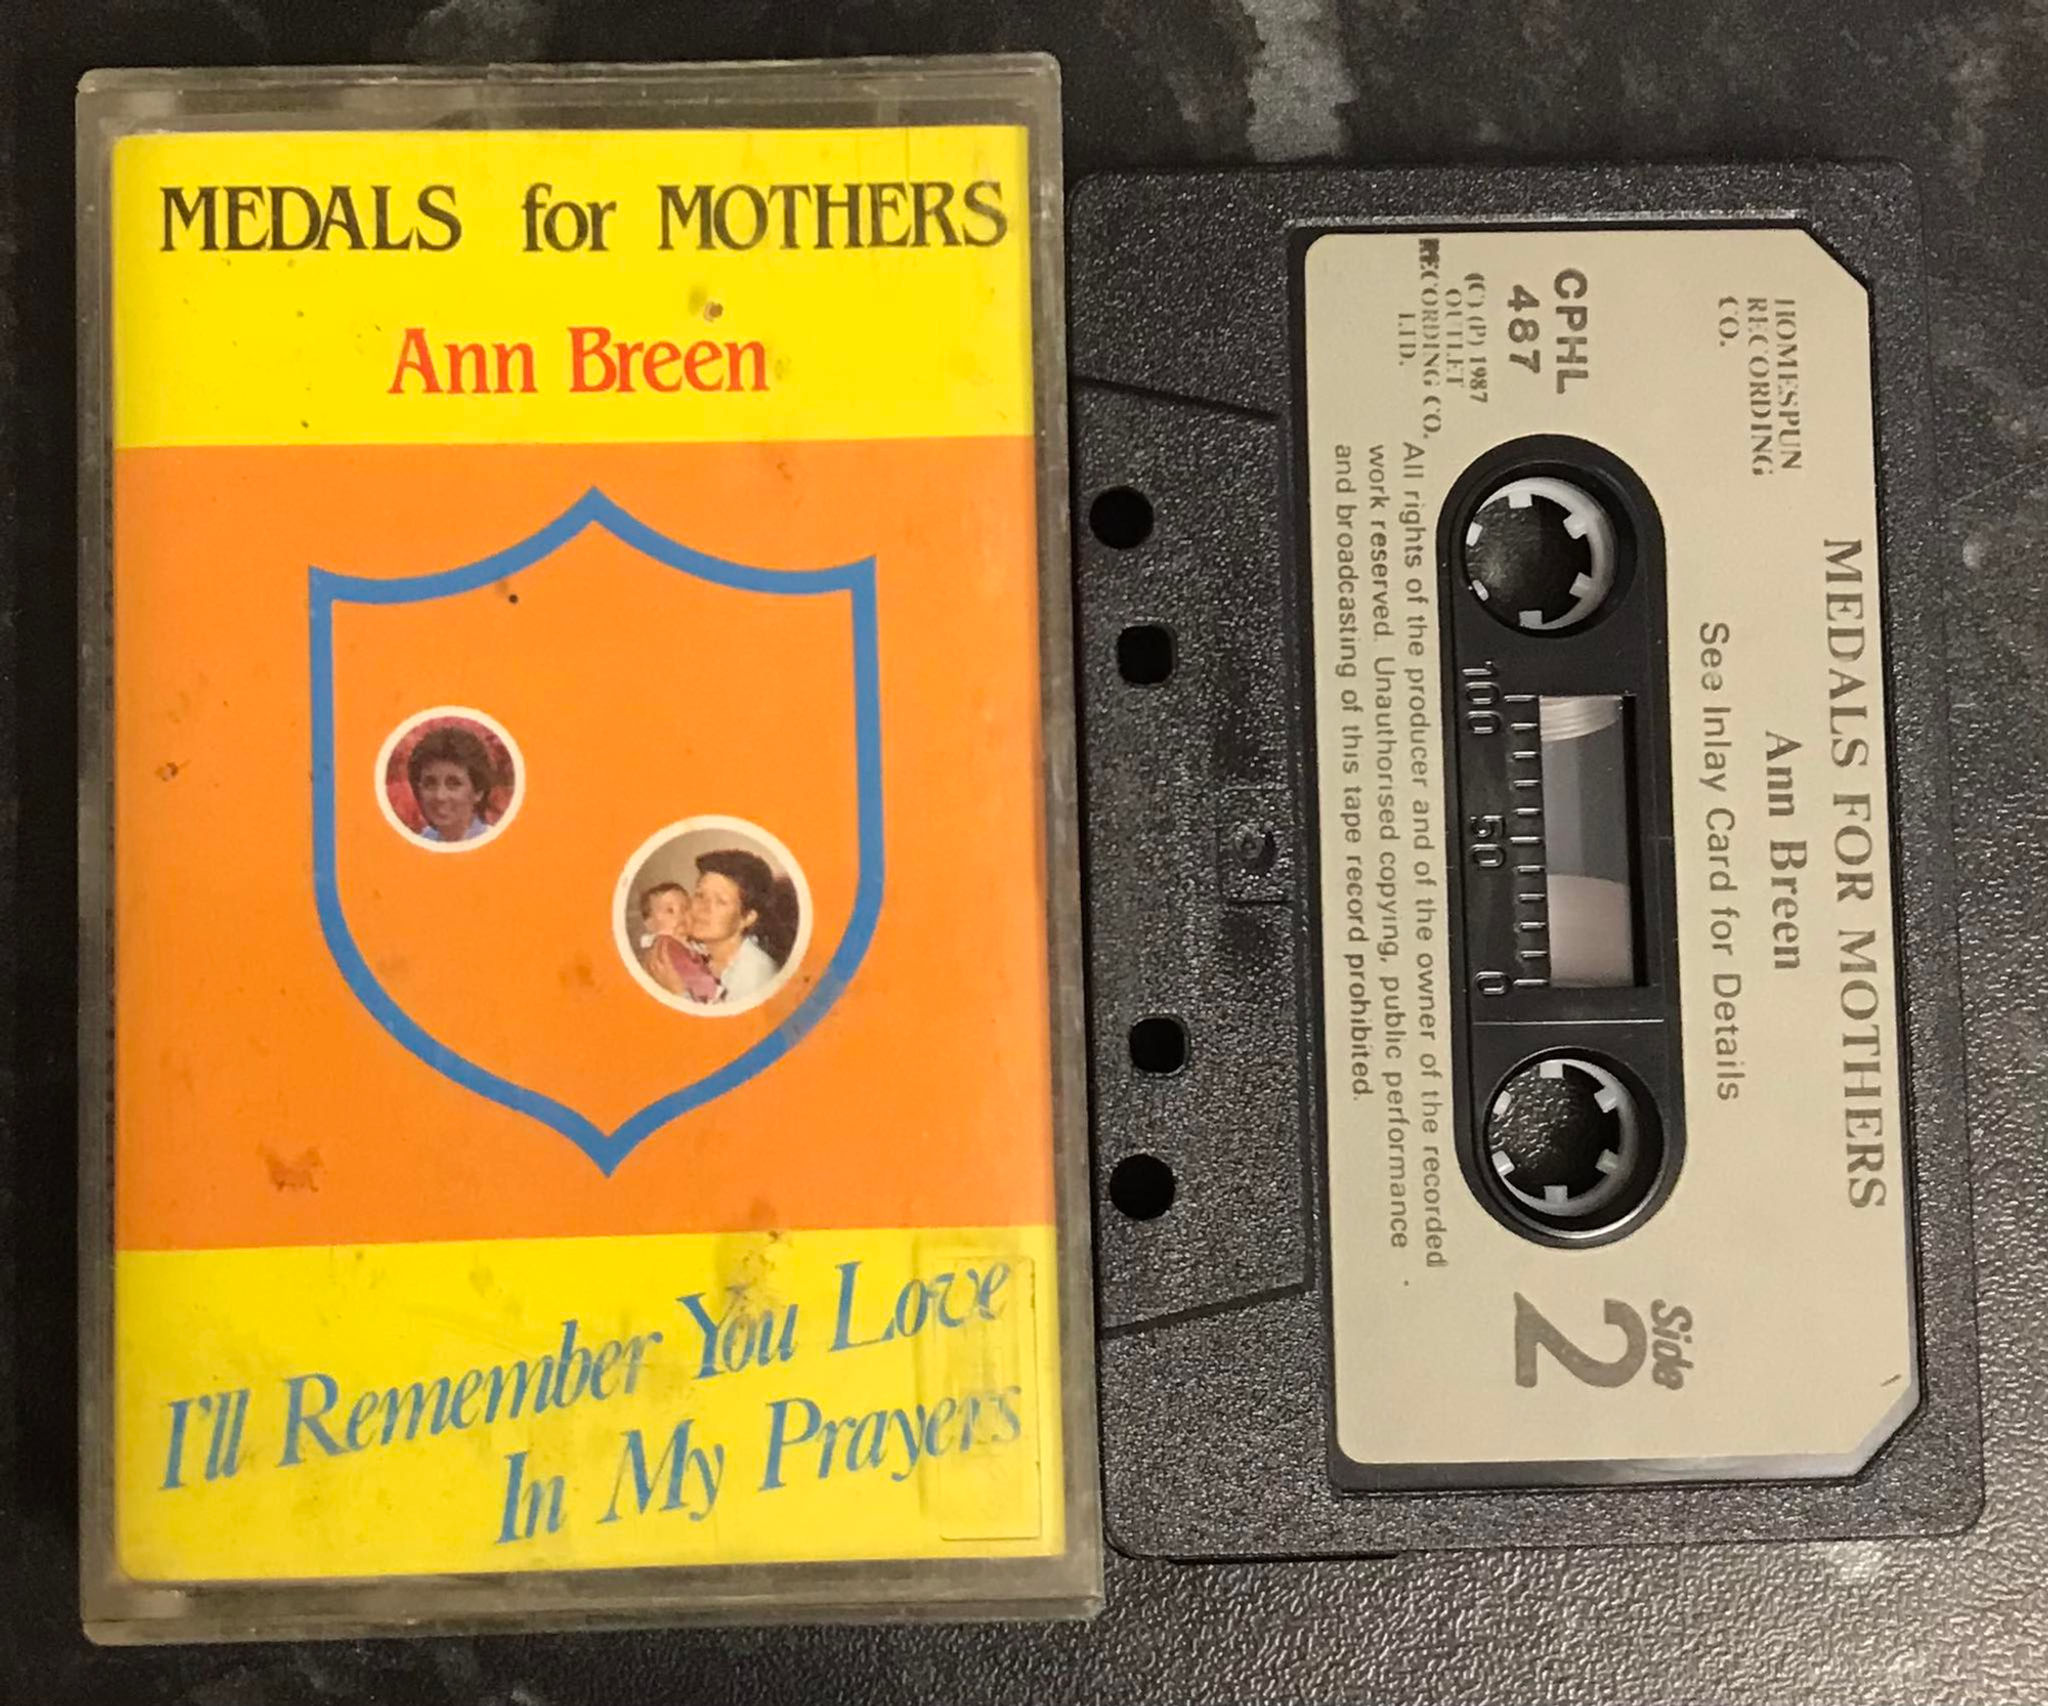 MEDALS for MOTHERS
Ann Breen
I'll Remember You Love
In My Prayers
MEDALS FOR MOTHERS
Ann Breen
HOMESPUN
RECORDING
CO.
See Inlay Card for Details
CPHL
487
(C) (P) 1987
OUTLET
RECORDING CO.
LTD.
100 50 0
All rights of the producer and of the owner of the recorded
work reserved. Unauthorised copying, public performance
and broadcasting of this tape record prohibited.
Side
2